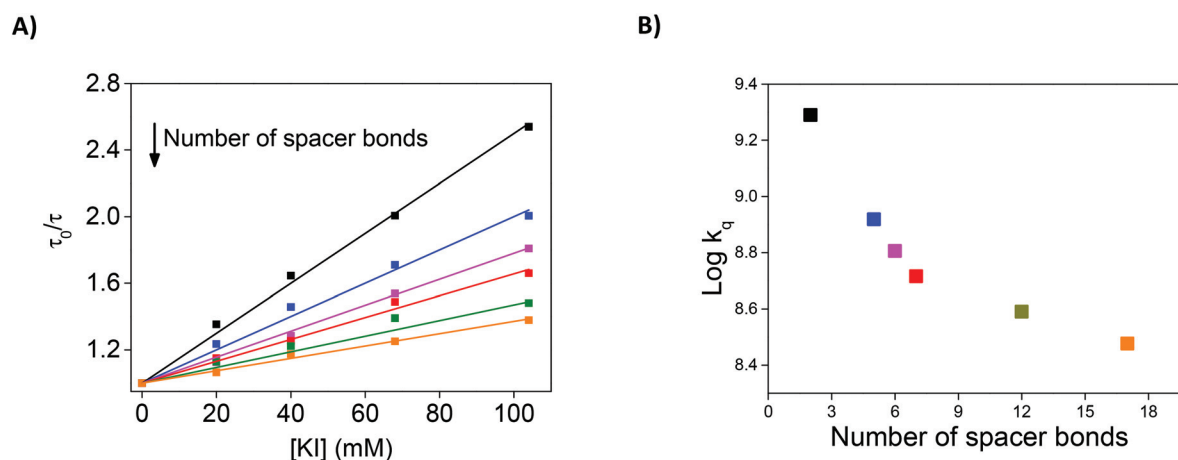 A)
B)
2.8
2.4
2.0
1.6
1.2
τ₀/τ
Number of spacer bonds
0 20 40 60 80 100
[KI] (mM)
9.4
9.2
9.0
8.8
8.6
8.4
Log k_q
0 3 6 9 12 15 18
Number of spacer bonds